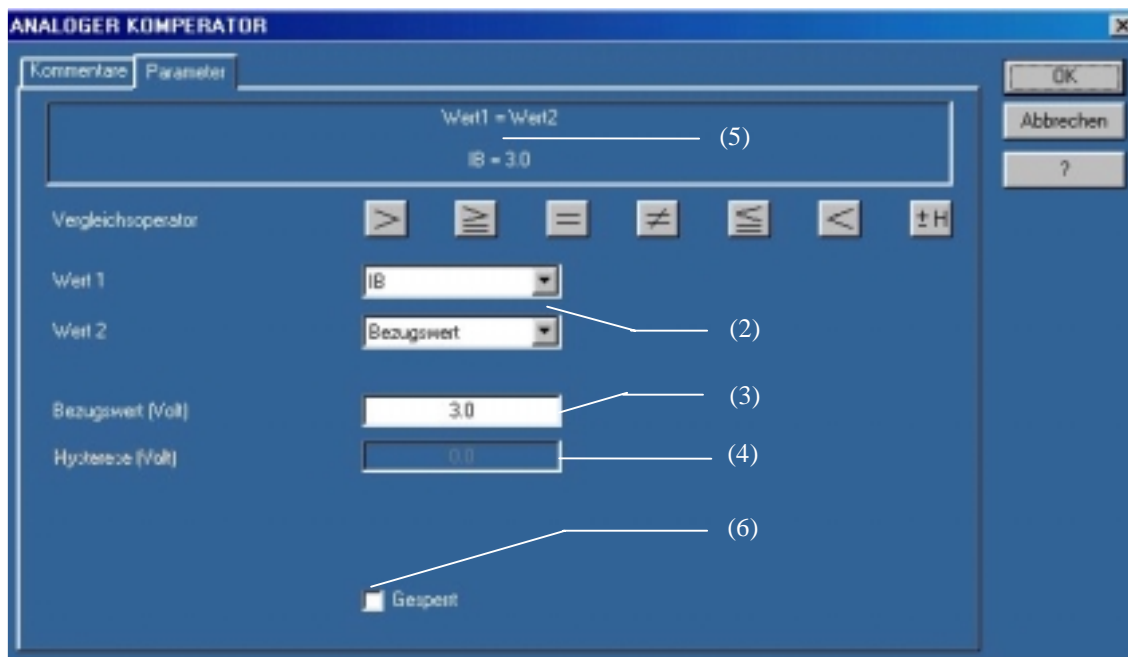 ANALOGER KOMPERATOR
Kommentare Parameter
OK
Abbrechen
?
Wert1 = Wert2
(5)
IB = 3.0
Vergleichsoperator > ≧ = ≠ ≦ < ±H
Wert 1 IB
(2)
Wert 2 Bezugswert
Bezugswert (Volt) 3.0
(3)
Hysterese (Volt) 0.0
(4)
(6)
Gesperrt